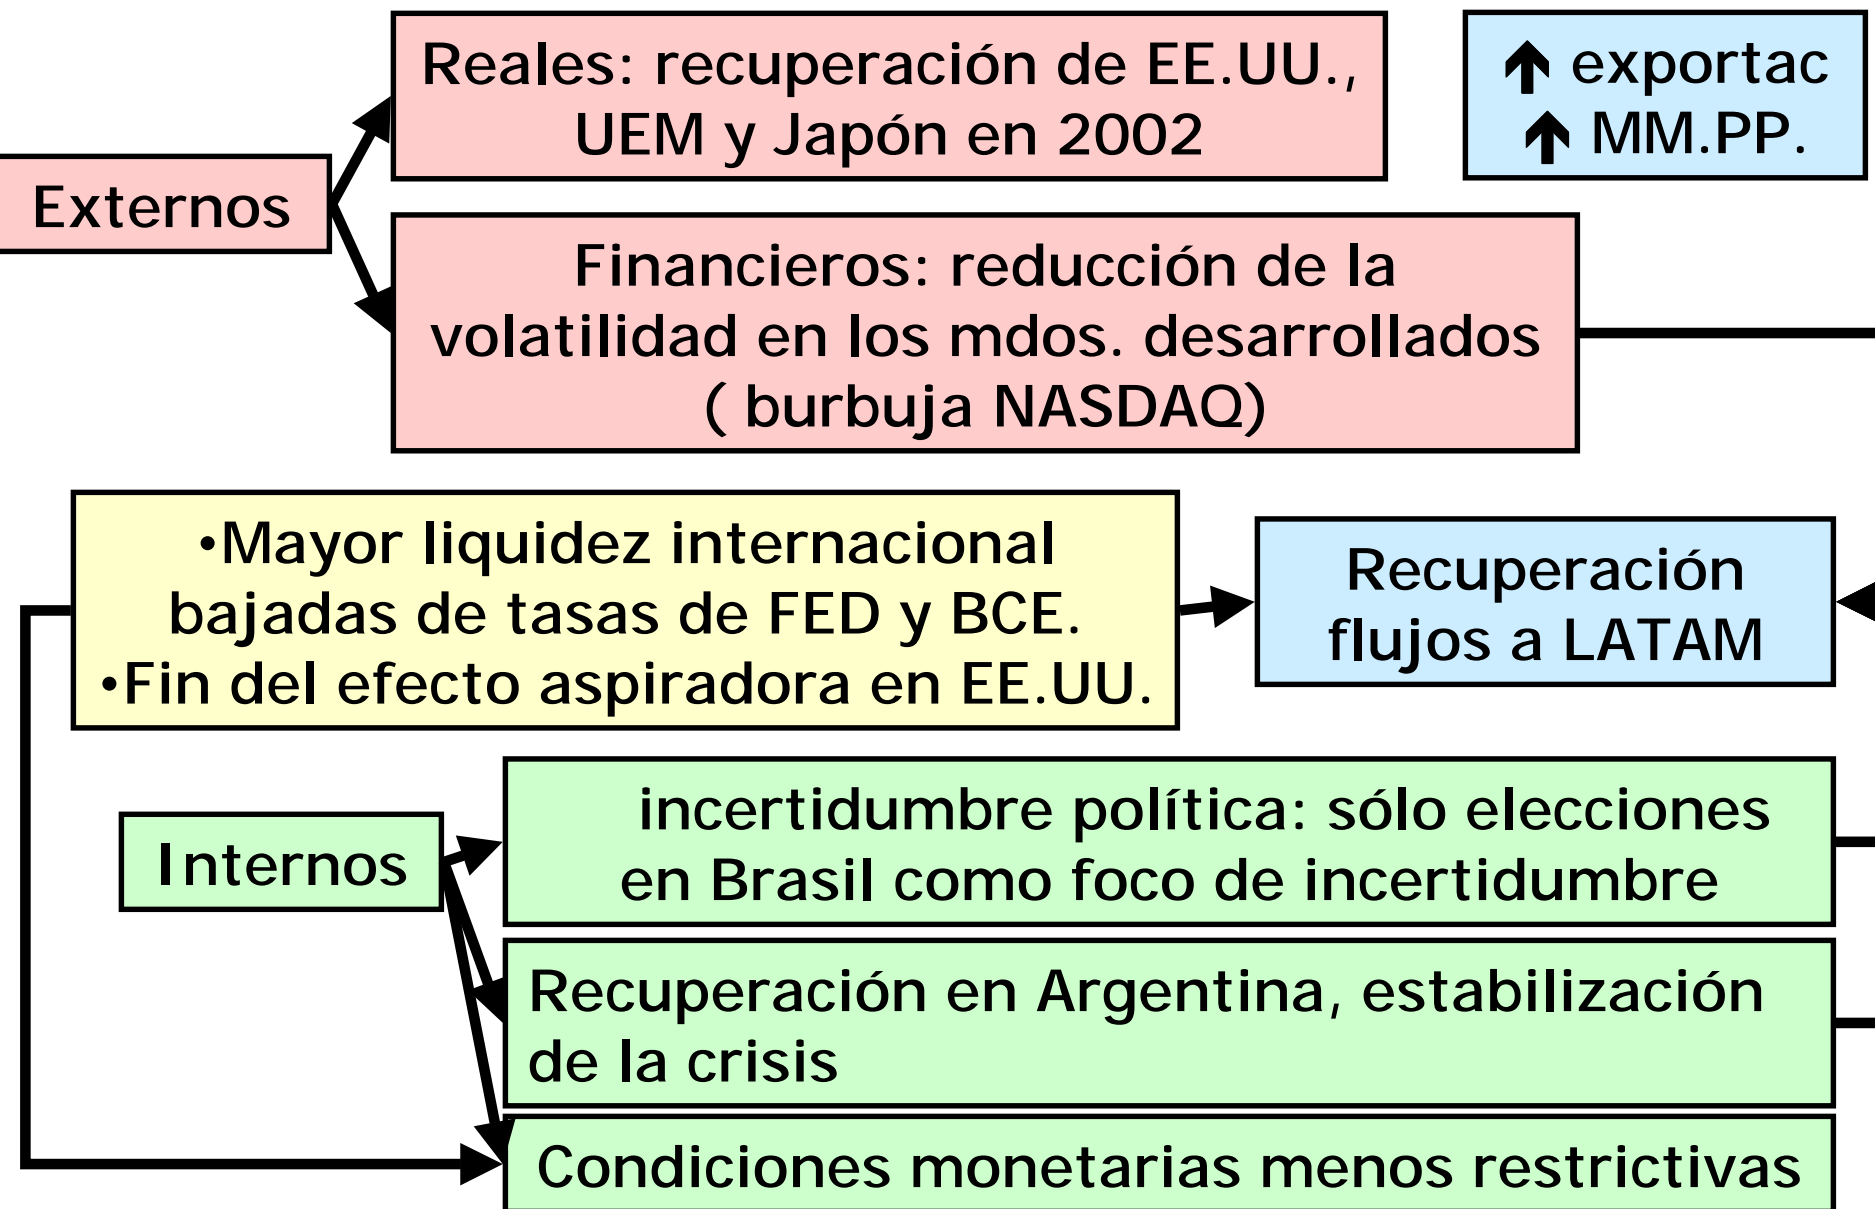 Reales: recuperación de EE.UU.,
UEM y Japón en 2002
↑ exportac
↑ MM.PP.
Externos
Financieros: reducción de la
volatilidad en los mdos. desarrollados
( burbuja NASDAQ)
•Mayor liquidez internacional
bajadas de tasas de FED y BCE.
•Fin del efecto aspiradora en EE.UU.
Recuperación
flujos a LATAM
Internos
incertidumbre política: sólo elecciones
en Brasil como foco de incertidumbre
Recuperación en Argentina, estabilización
de la crisis
Condiciones monetarias menos restrictivas